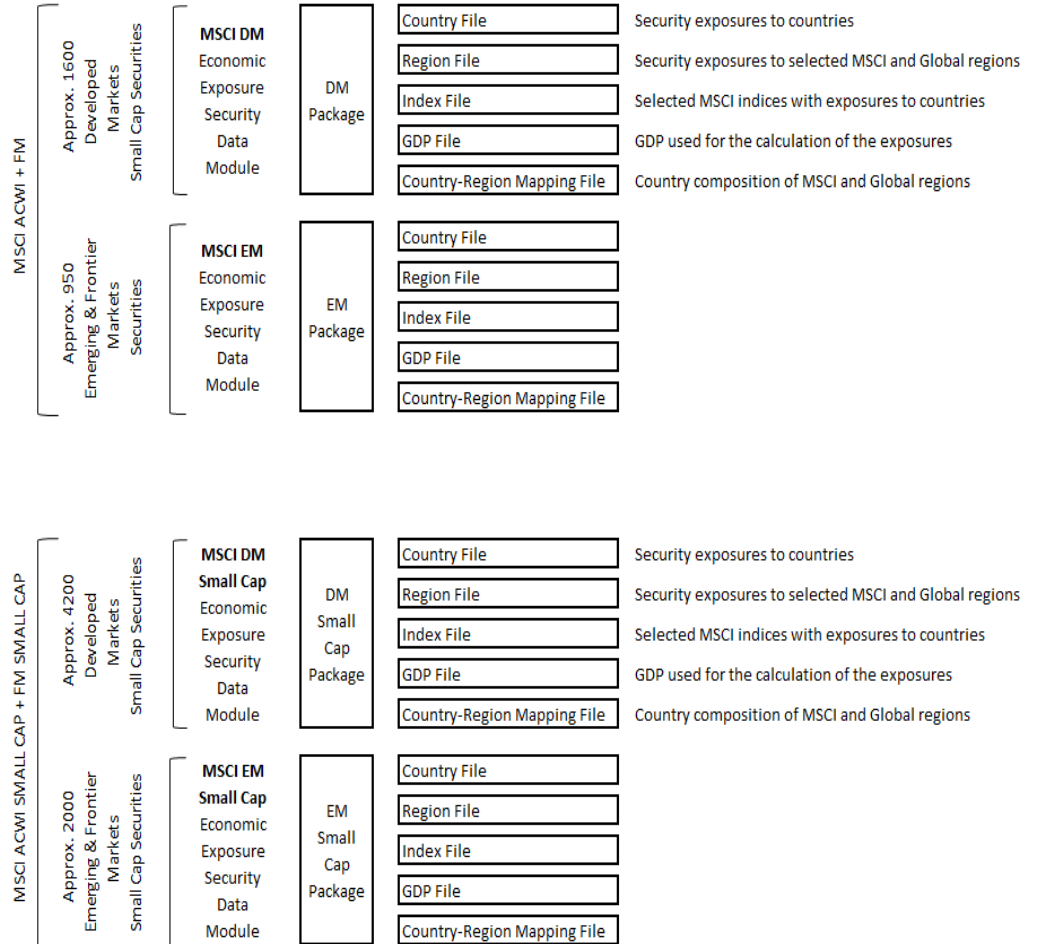 MSCI ACWI + FM
Approx. 1600
Developed
Markets
Small Cap Securities
MSCI DM
Economic
Exposure
Security
Data
Module
DM
Package
Country File
Security exposures to countries
Region File
Security exposures to selected MSCI and Global regions
Index File
Selected MSCI indices with exposures to countries
GDP File
GDP used for the calculation of the exposures
Country-Region Mapping File
Country composition of MSCI and Global regions
Approx. 950
Emerging & Frontier
Markets
Securities
MSCI EM
Economic
Exposure
Security
Data
Module
EM
Package
Country File
Region File
Index File
GDP File
Country-Region Mapping File
MSCI ACWI SMALL CAP + FM SMALL CAP
Approx. 4200
Developed
Markets
Small Cap Securities
MSCI DM
Small Cap
Economic
Exposure
Security
Data
Module
DM
Small
Cap
Package
Country File
Security exposures to countries
Region File
Security exposures to selected MSCI and Global regions
Index File
Selected MSCI indices with exposures to countries
GDP File
GDP used for the calculation of the exposures
Country-Region Mapping File
Country composition of MSCI and Global regions
Approx. 2000
Emerging & Frontier
Markets
Small Cap Securities
MSCI EM
Small Cap
Economic
Exposure
Security
Data
Module
EM
Small
Cap
Package
Country File
Region File
Index File
GDP File
Country-Region Mapping File